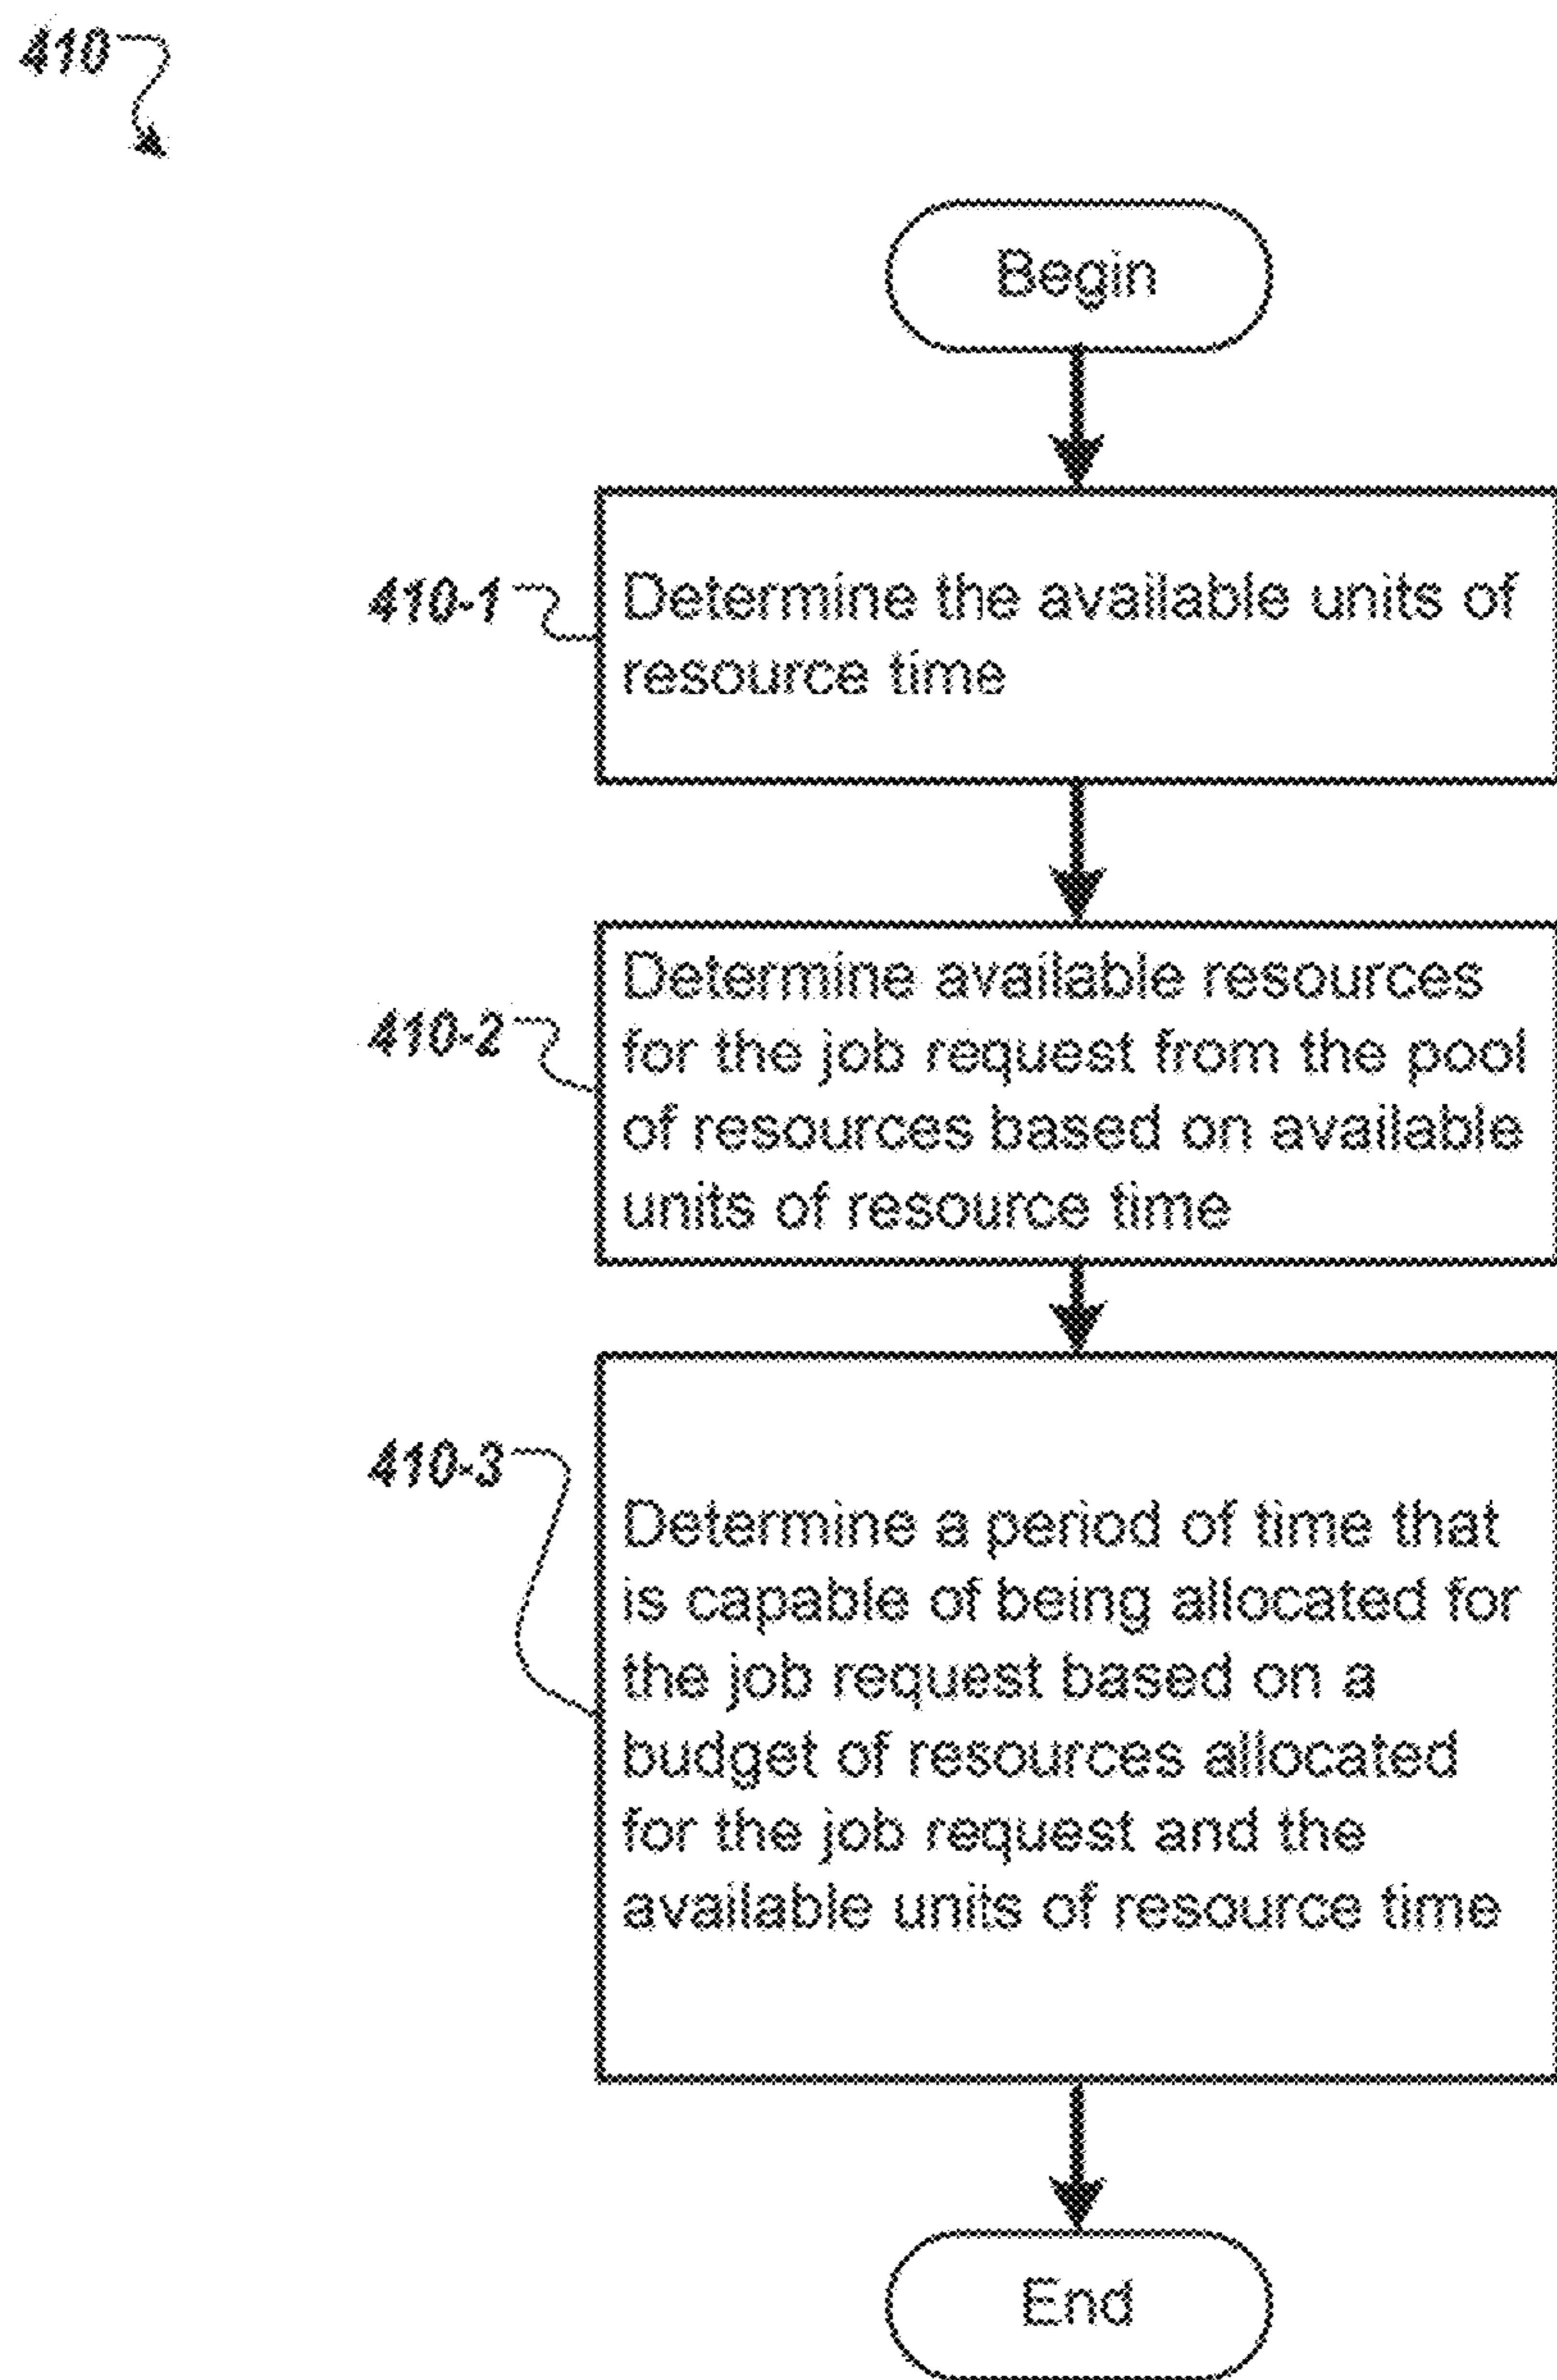 410
Begin
410-1
Determine the available units of
resource time
410-2
Determine available resources
for the job request from the pool
of resources based on available
units of resource time
410-3
Determine a period of time that
is capable of being allocated for
the job request based on a
budget of resources allocated
for the job request and the
available units of resource time
End